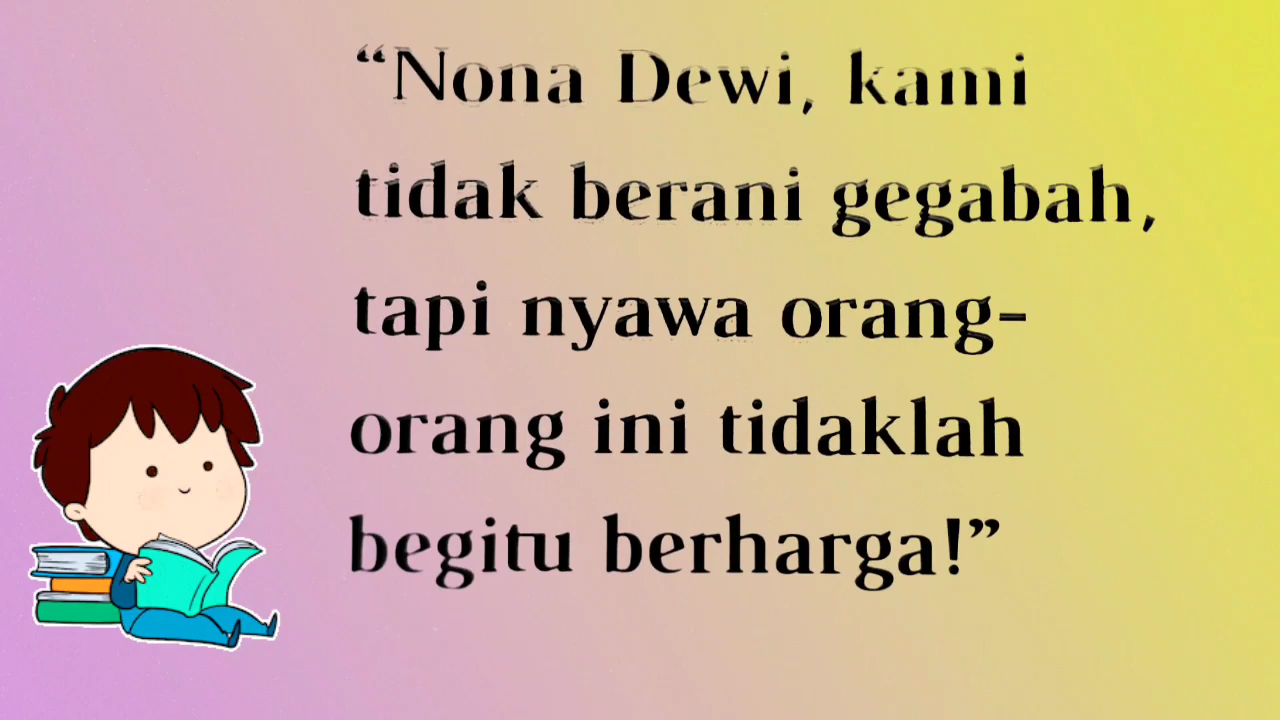 “Nona Dewi, kami
tidak berani gegabah,
tapi nyawa orang-
orang ini tidaklah
begitu berharga!”